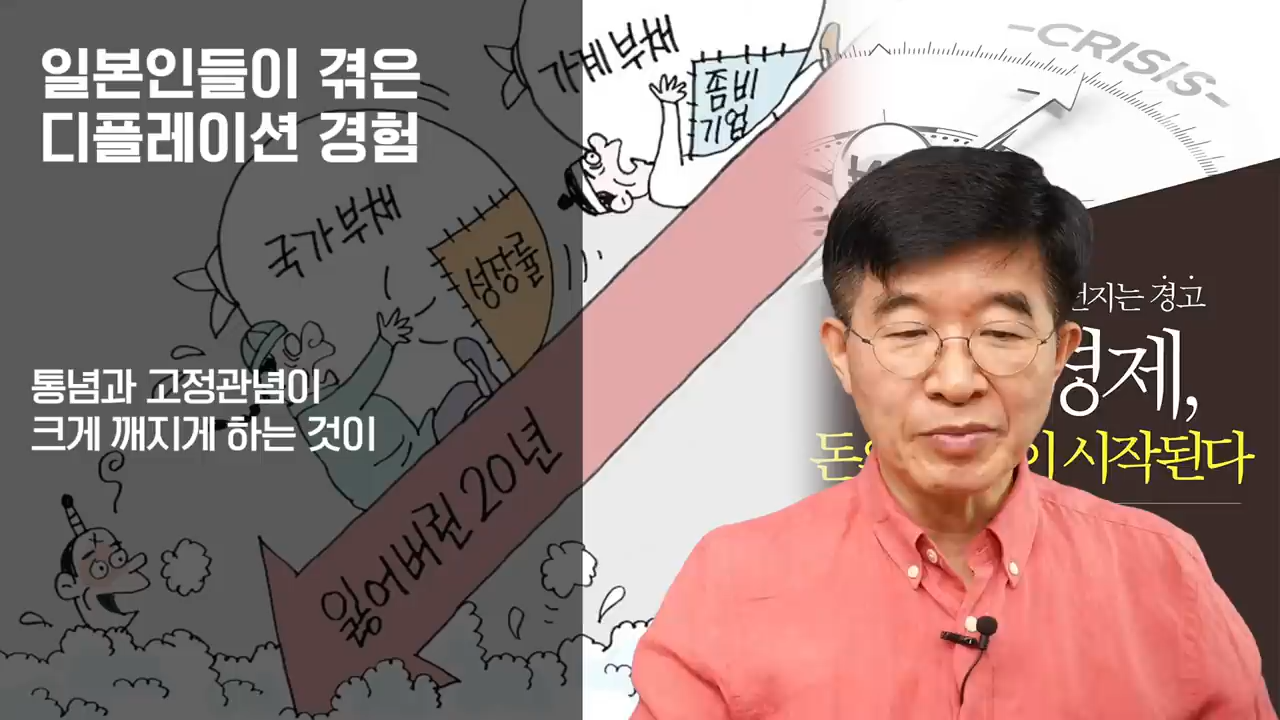 일본인들이 겪은
디플레이션 경험
가계부채
좀비
기업
-CRISIS-
국가부채
성장률
던지는 경고
경제,
통념과 고정관념이
크게 깨지게 하는 것이
시작된다
잃어버린 20년